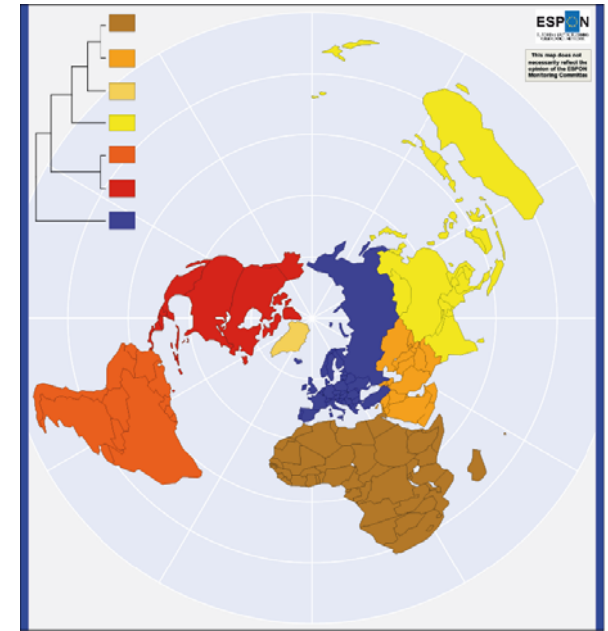 ESPON
This map does not
necessarily reflect the
opinion of the ESPON
Monitoring Committee